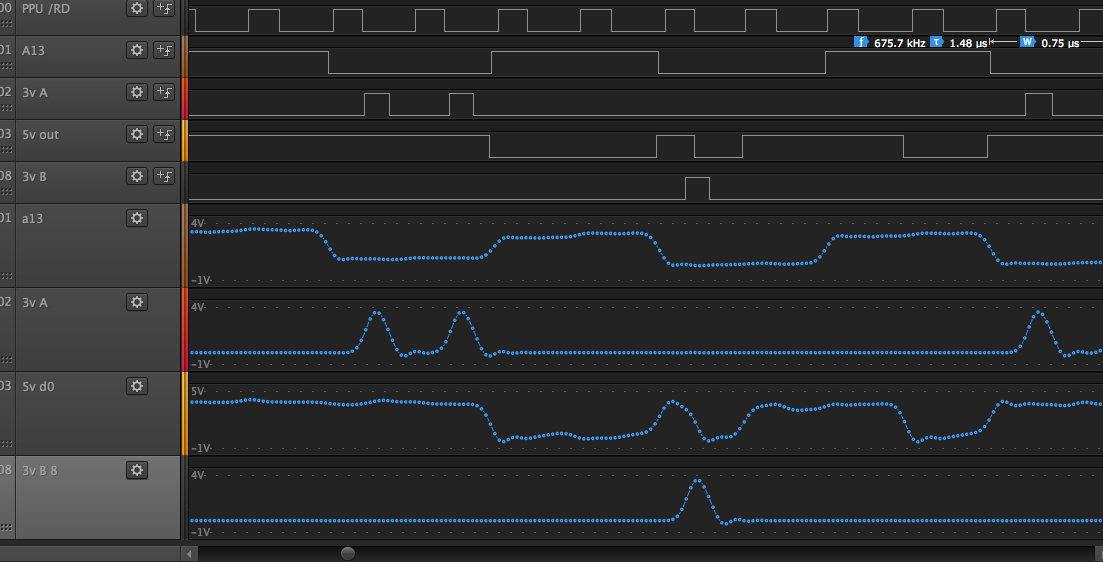 00 PPU /RD
01 A13
f 675.7 kHz T 1.48 µs W 0.75 µs
02 3v A
03 5v out
08 3v B
01 a13
4V
-1V
02 3v A
4V
-1V
03 5v d0
5V
-1V
08 3v B 8
4V
-1V